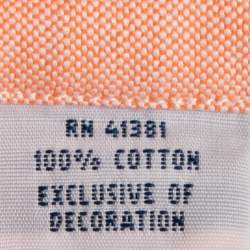 RN 41381
100% COTTON
EXCLUSIVE OF
DECORATION